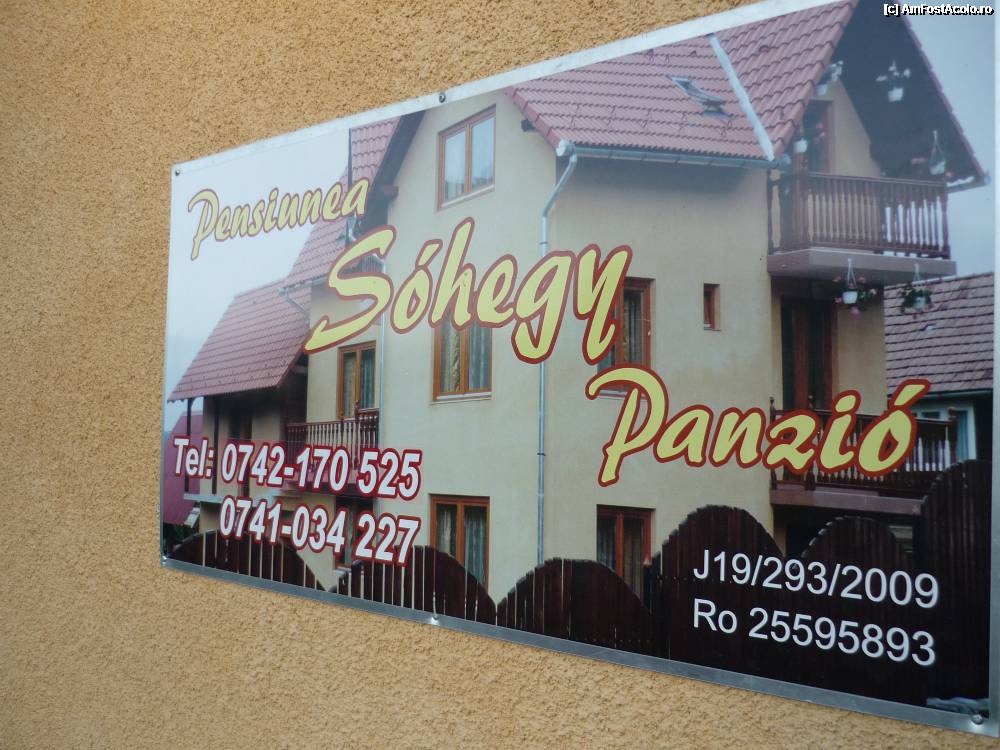 [c] AmFostAcolo.ro
Pensiunea
Sóhegy
Panzió
Tel: 0742-170 525
0741-034 227
J19/293/2009
Ro 25595893